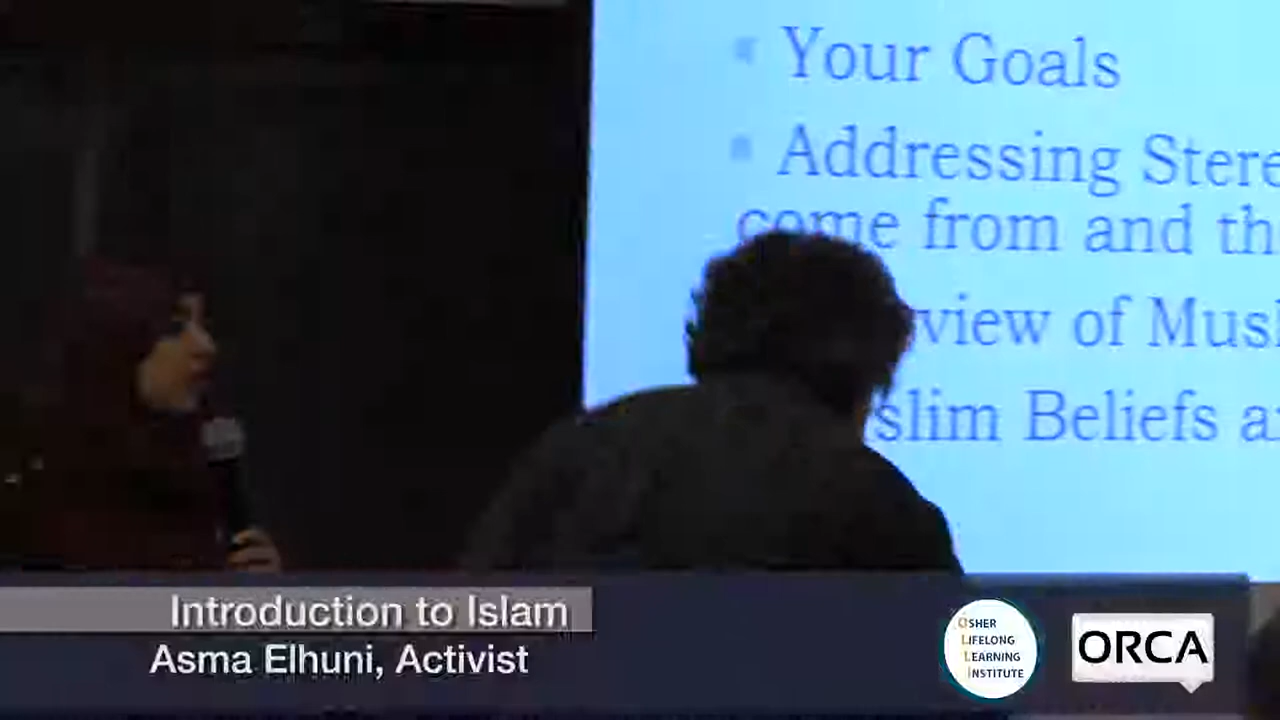 Your Goals
Addressing Stere
come from and th
view of Musl
slim Beliefs a
Introduction to Islam
Asma Elhuni, Activist
OSHER
LIFELONG
LEARNING
INSTITUTE
ORCA